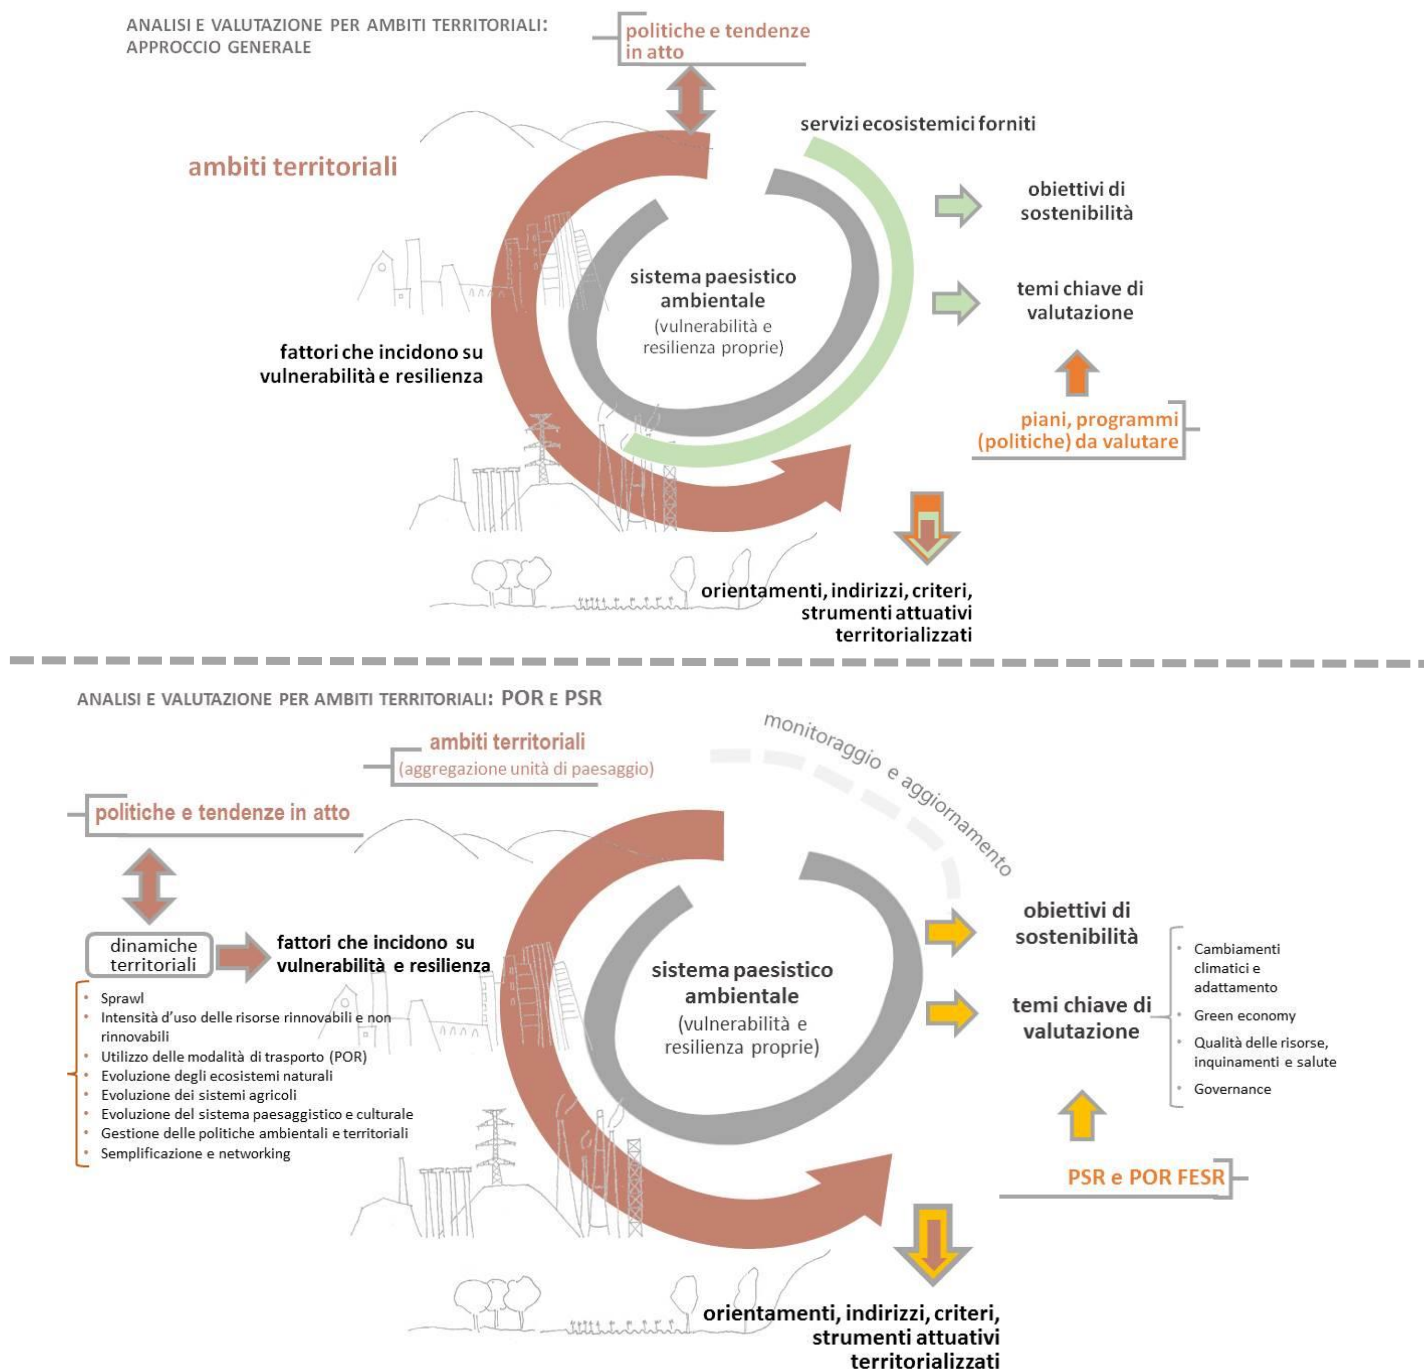 ANALISI E VALUTAZIONE PER AMBITI TERRITORIALI:
APPROCCIO GENERALE
politiche e tendenze
in atto
servizi ecosistemici forniti
ambiti territoriali
obiettivi di
sostenibilità
sistema paesistico
ambientale
(vulnerabilità e
resilienza proprie)
temi chiave di
valutazione
fattori che incidono su
vulnerabilità e resilienza
piani, programmi
(politiche) da valutare
orientamenti, indirizzi, criteri,
strumenti attuativi
territorializzati
ANALISI E VALUTAZIONE PER AMBITI TERRITORIALI: POR E PSR
ambiti territoriali
(aggregazione unità di paesaggio)
monitoraggio e aggiornamento
politiche e tendenze in atto
dinamiche
territoriali
fattori che incidono su
vulnerabilità e resilienza
• Sprawl
• Intensità d'uso delle risorse rinnovabili e non
rinnovabili
• Utilizzo delle modalità di trasporto (POR)
• Evoluzione degli ecosistemi naturali
• Evoluzione dei sistemi agricoli
• Evoluzione del sistema paesaggistico e culturale
• Gestione delle politiche ambientali e territoriali
• Semplificazione e networking
sistema paesistico
ambientale
(vulnerabilità e
resilienza proprie)
obiettivi di
sostenibilità
temi chiave di
valutazione
• Cambiamenti
climatici e
adattamento
• Green economy
• Qualità delle risorse,
inquinamenti e salute
• Governance
PSR e POR FESR
orientamenti, indirizzi, criteri,
strumenti attuativi
territorializzati